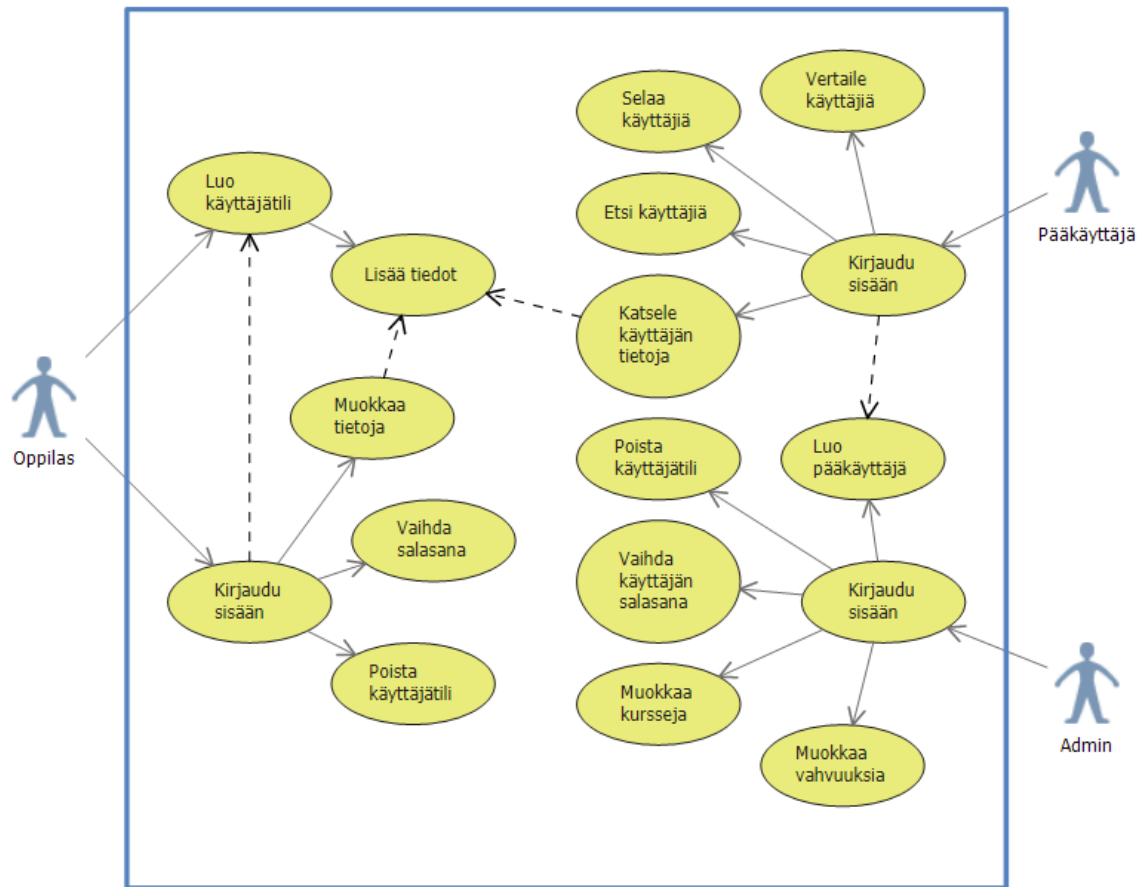 Vertaile
käyttäjiä
Selaa
käyttäjiä
Luo
käyttäjätili
Etsi käyttäjiä
Pääkäyttäjä
Lisää tiedot
Kirjaudu
sisään
Katsele
käyttäjän
tietoja
Muokkaa
tietoja
Oppilas
Poista
käyttäjätili
Luo
pääkäyttäjä
Vaihda
salasana
Vaihda
käyttäjän
salasana
Kirjaudu
sisään
Kirjaudu
sisään
Poista
käyttäjätili
Muokkaa
kursseja
Admin
Muokkaa
vahvuuksia